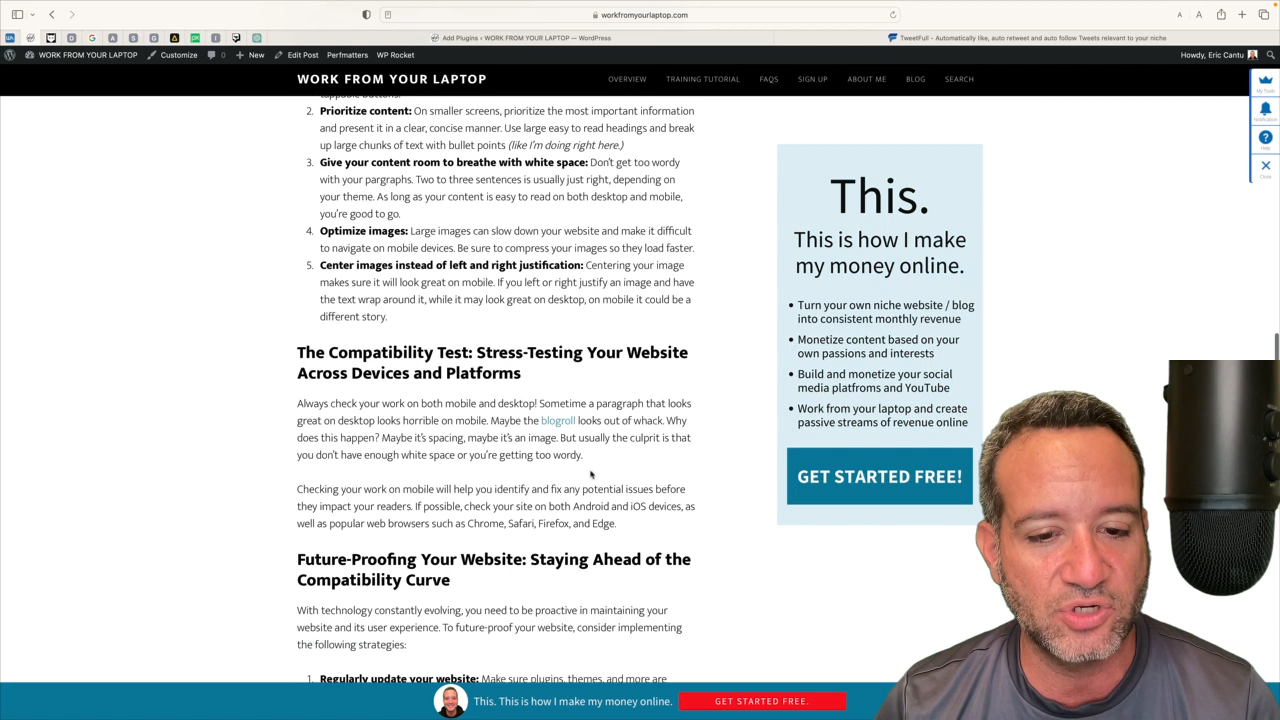 workfromyourlaptop.com
Add Plugins ‹ WORK FROM YOUR LAPTOP — WordPress
TweetFull - Automatically like, auto retweet and auto follow Tweets relevant to your niche
WORK FROM YOUR LAPTOP
Customize
0
New
Edit Post
Perfmatters
WP Rocket
Howdy, Eric Cantu
WORK FROM YOUR LAPTOP
OVERVIEW
TRAINING TUTORIAL
FAQS
SIGN UP
ABOUT ME
BLOG
SEARCH
My Tools
Notification
Help
Close
2. Prioritize content: On smaller screens, prioritize the most important information
and present it in a clear, concise manner. Use large easy to read headings and break
up large chunks of text with bullet points (like I'm doing right here.)
3. Give your content room to breathe with white space: Don't get too wordy
with your pargraphs. Two to three sentences is usually just right, depending on
your theme. As long as your content is easy to read on both desktop and mobile,
you're good to go.
4. Optimize images: Large images can slow down your website and make it difficult
to navigate on mobile devices. Be sure to compress your images so they load faster.
5. Center images instead of left and right justification: Centering your image
makes sure it will look great on mobile. If you left or right justify an image and have
the text wrap around it, while it may look great on desktop, on mobile it could be a
different story.
The Compatibility Test: Stress-Testing Your Website
Across Devices and Platforms
Always check your work on both mobile and desktop! Sometime a paragraph that looks
great on desktop looks horrible on mobile. Maybe the blogroll looks out of whack. Why
does this happen? Maybe it's spacing, maybe it's an image. But usually the culprit is that
you don't have enough white space or you're getting too wordy.
Checking your work on mobile will help you identify and fix any potential issues before
they impact your readers. If possible, check your site on both Android and iOS devices, as
well as popular web browsers such as Chrome, Safari, Firefox, and Edge.
Future-Proofing Your Website: Staying Ahead of the
Compatibility Curve
With technology constantly evolving, you need to be proactive in maintaining your
website and its user experience. To future-proof your website, consider implementing
the following strategies:
1. Regularly update your website: Make sure plugins, themes, and more are
This.
This is how I make
my money online.
• Turn your own niche website / blog
into consistent monthly revenue
• Monetize content based on your
own passions and interests
• Build and monetize your social
media platfroms and YouTube
• Work from your laptop and create
passive streams of revenue online
GET STARTED FREE!
This. This is how I make my money online.
GET STARTED FREE.